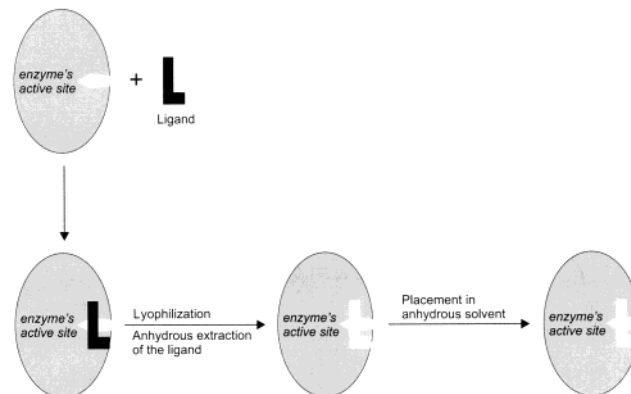 enzyme's
active site
+
L
Ligand
enzyme's
active site
L
Lyophilization
Anhydrous extraction
of the ligand
enzyme's
active site
Placement in
anhydrous solvent
enzyme's
active site